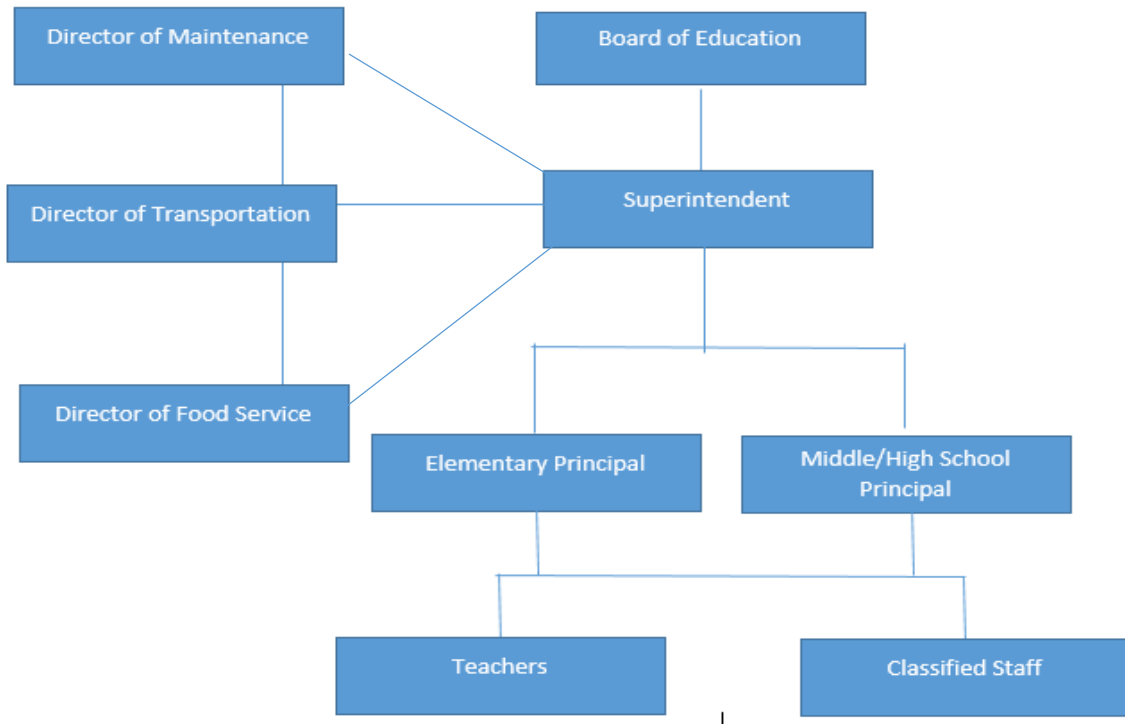 Director of Maintenance
Board of Education
Superintendent
Director of Transportation
Director of Food Service
Elementary Principal
Middle/High School
Principal
Teachers
Classified Staff